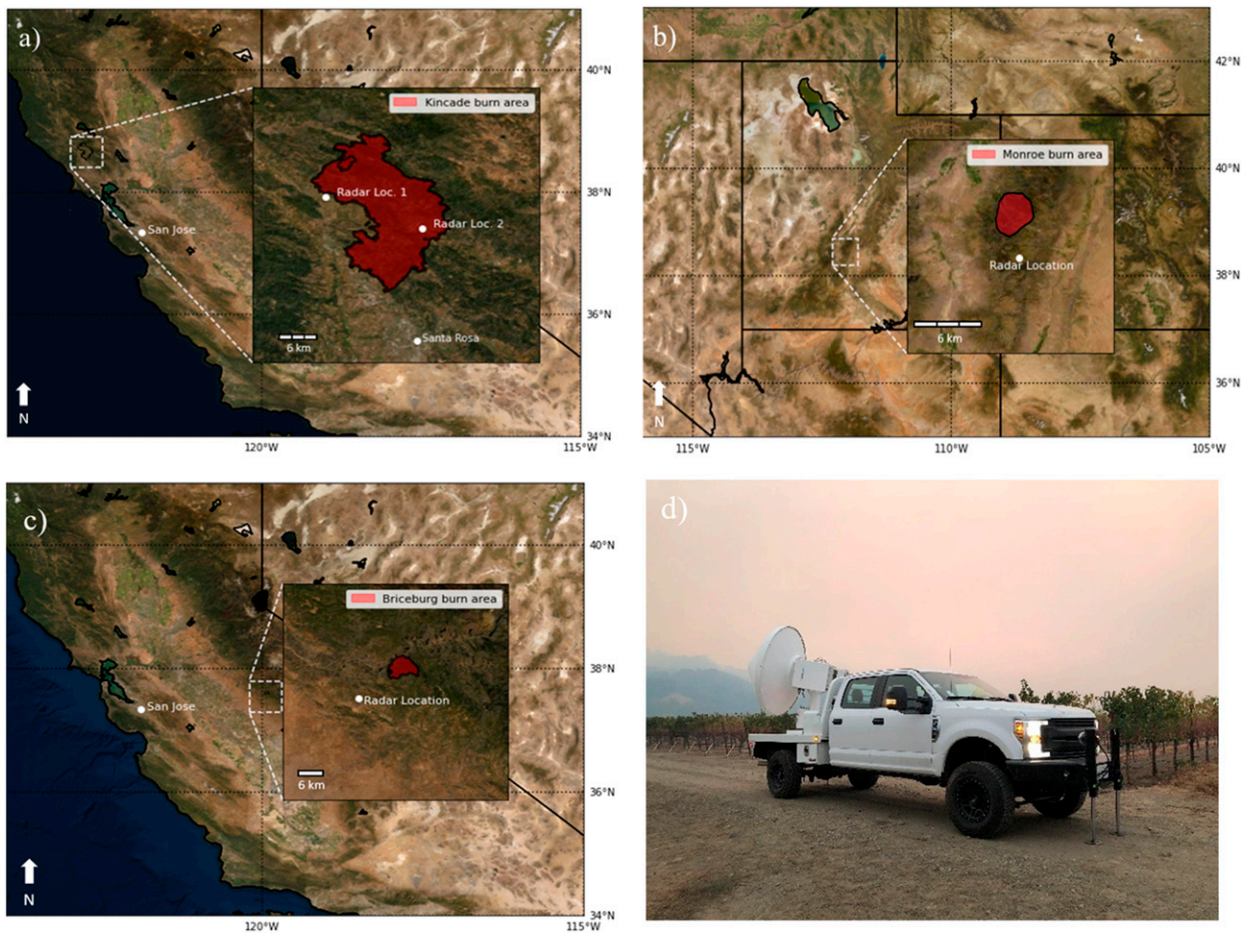 a)
Kincade burn area
40°N
Radar Loc. 1
38°N
Radar Loc. 2
San Jose
36°N
6 km
Santa Rosa
N
34°N
120°W
115°W
b)
42°N
Monroe burn area
40°N
Radar Location
38°N
6 km
36°N
N
115°W
110°W
105°W
c)
40°N
Briceburg burn area
38°N
Radar Location
San Jose
6 km
36°N
N
34°N
120°W
115°W
d)